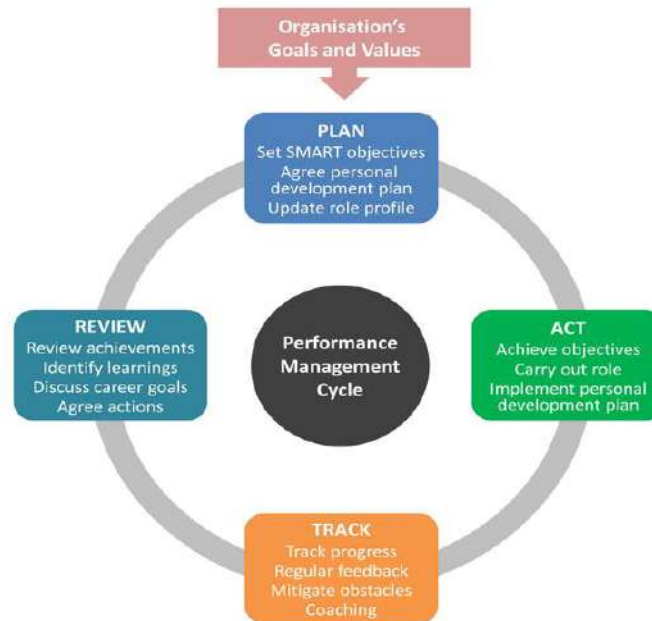 Organisation's
Goals and Values
PLAN
Set SMART objectives
Agree personal
development plan
Update role profile
REVIEW
Review achievements
Identify learnings
Discuss career goals
Agree actions
Performance
Management
Cycle
ACT
Achieve objectives
Carry out role
Implement personal
development plan
TRACK
Track progress
Regular feedback
Mitigate obstacles
Coaching